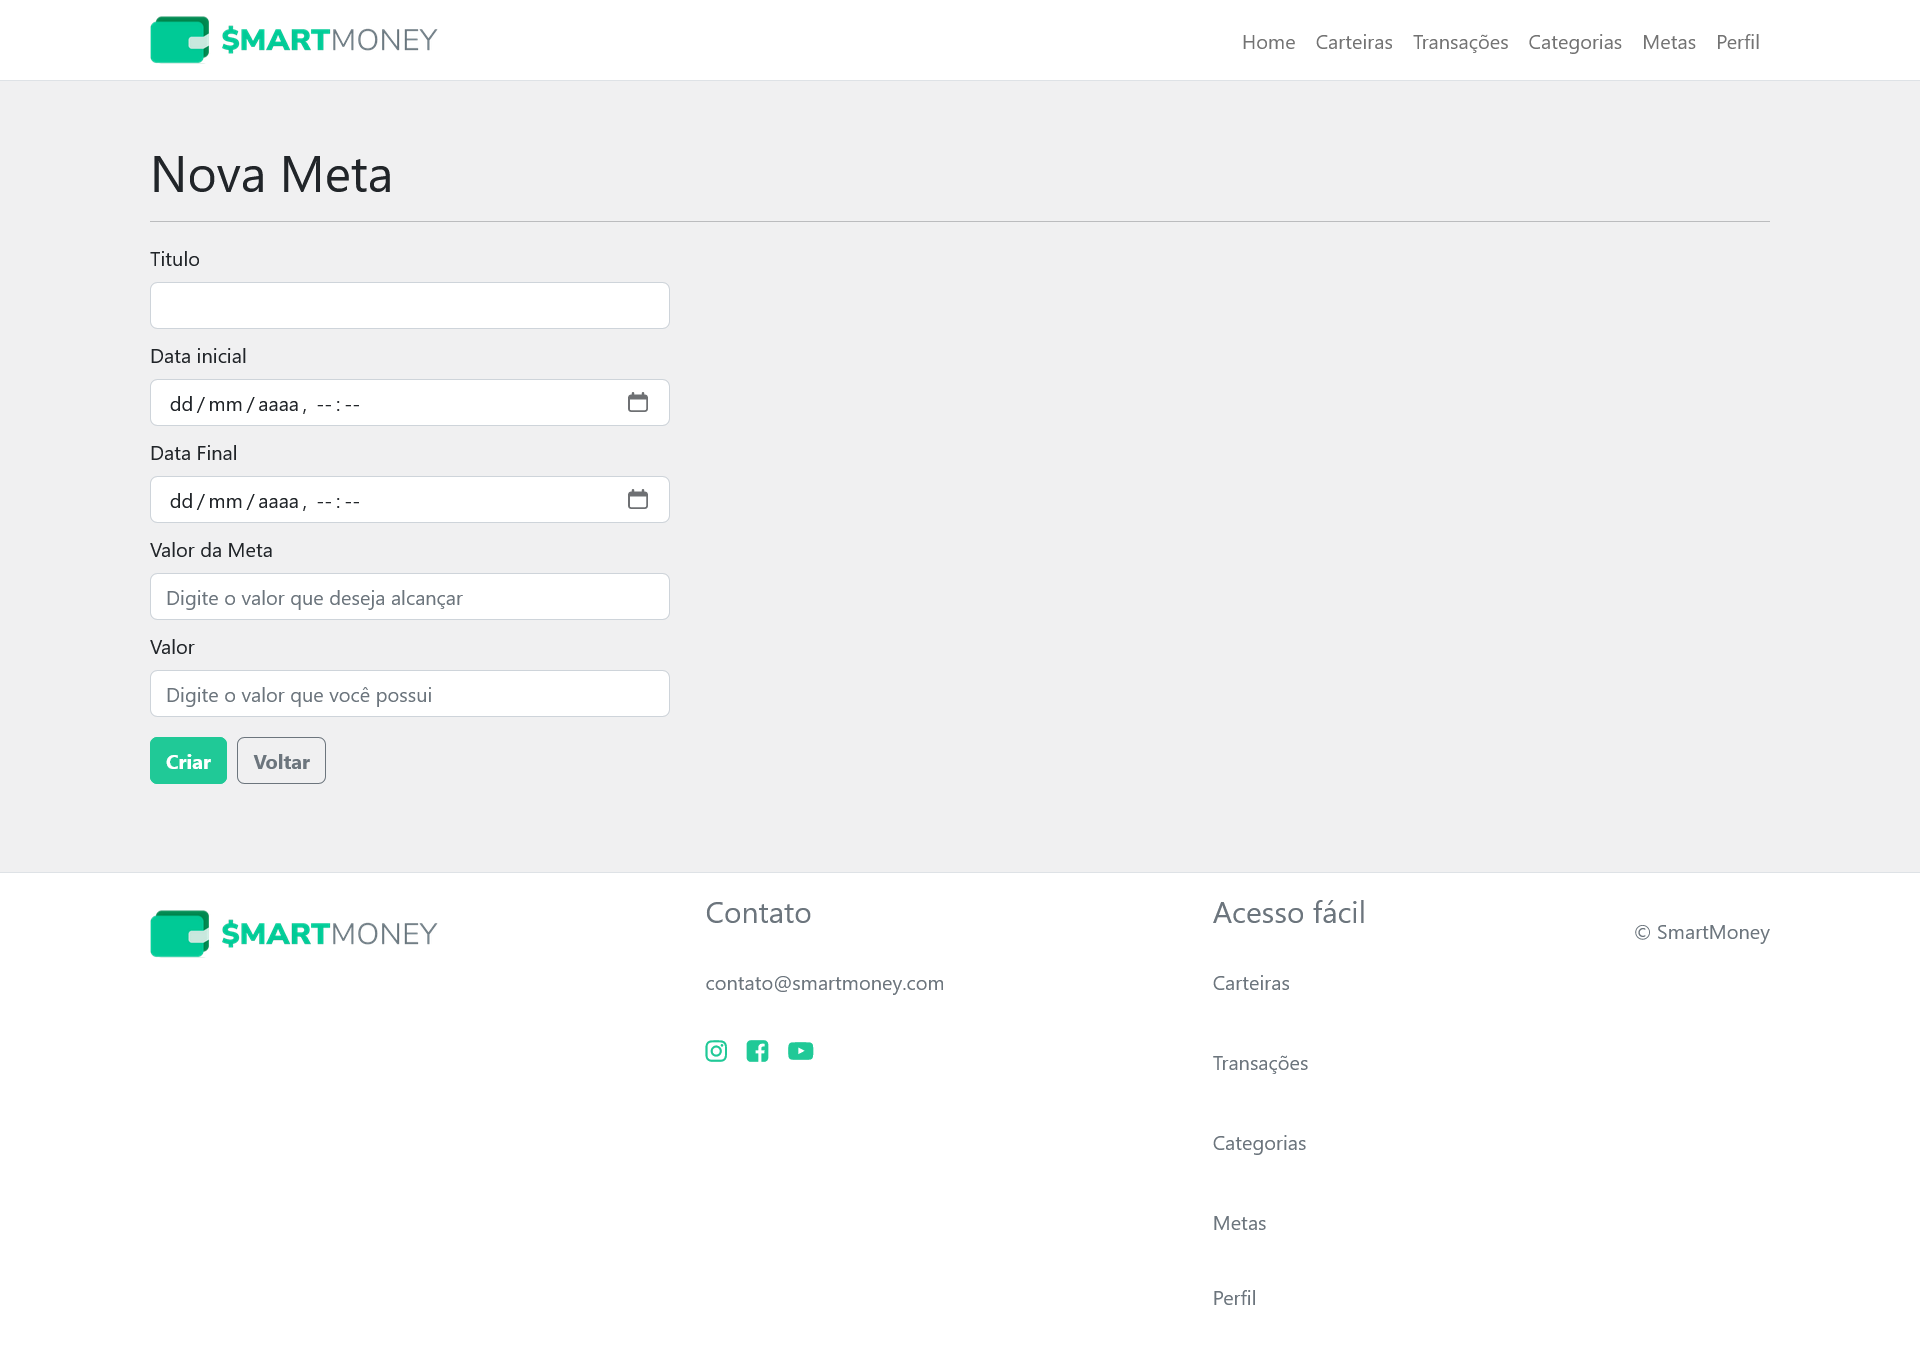 $MARTMONEY
Home Carteiras Transações Categorias Metas Perfil
Nova Meta
Titulo
Data inicial
dd/mm/aaaa, --:--
Data Final
dd/mm/aaaa, --:--
Valor da Meta
Digite o valor que deseja alcançar
Valor
Digite o valor que você possui
Criar Voltar
$MARTMONEY
Contato
contato@smartmoney.com
Acesso fácil
Carteiras
Transações
Categorias
Metas
Perfil
© SmartMoney